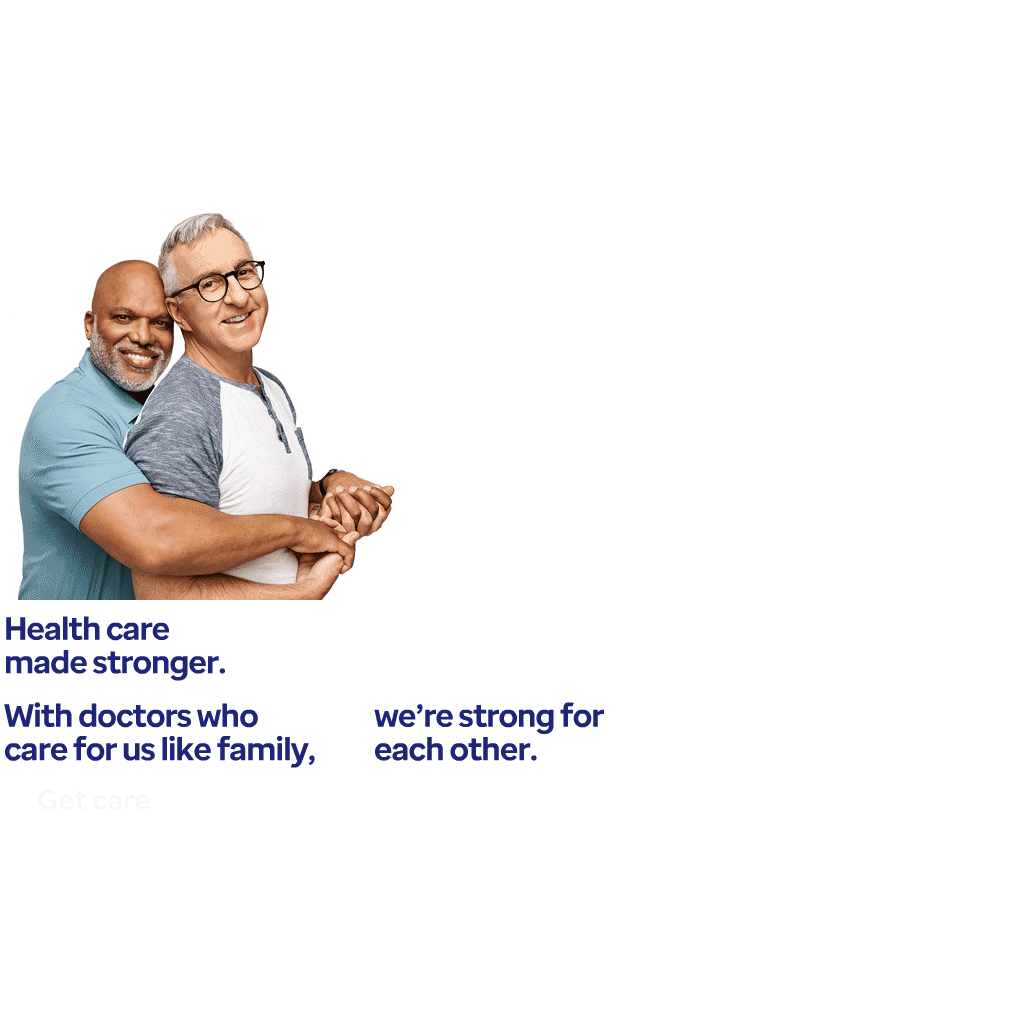 Health care
made stronger.
With doctors who
care for us like family,
we’re strong for
each other.
Get care